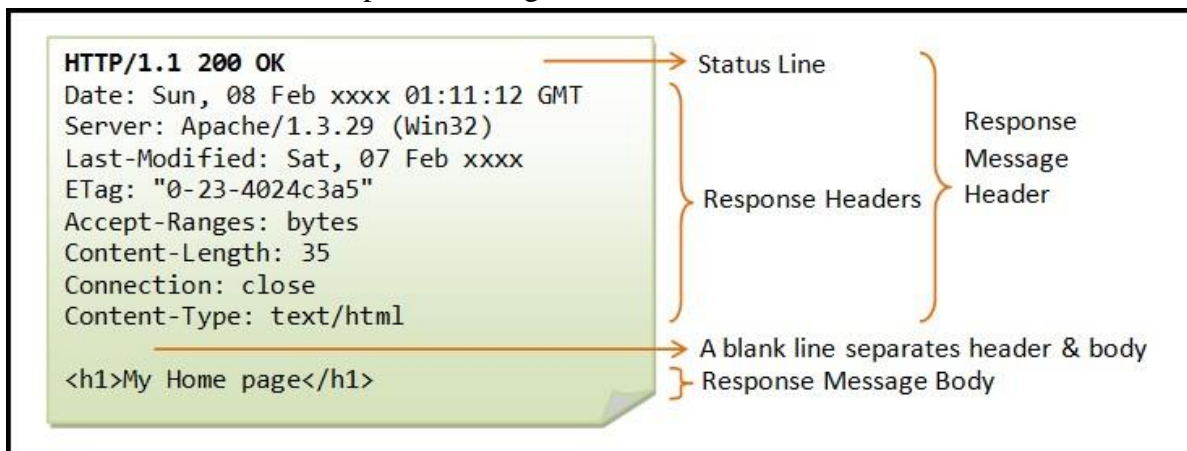 HTTP/1.1 200 OK
Date: Sun, 08 Feb xxxx 01:11:12 GMT
Server: Apache/1.3.29 (Win32)
Last-Modified: Sat, 07 Feb xxxx
ETag: "0-23-4024c3a5"
Accept-Ranges: bytes
Content-Length: 35
Connection: close
Content-Type: text/html
<h1>My Home page</h1>
Status Line
Response Headers
Response
Message
Header
A blank line separates header & body
Response Message Body